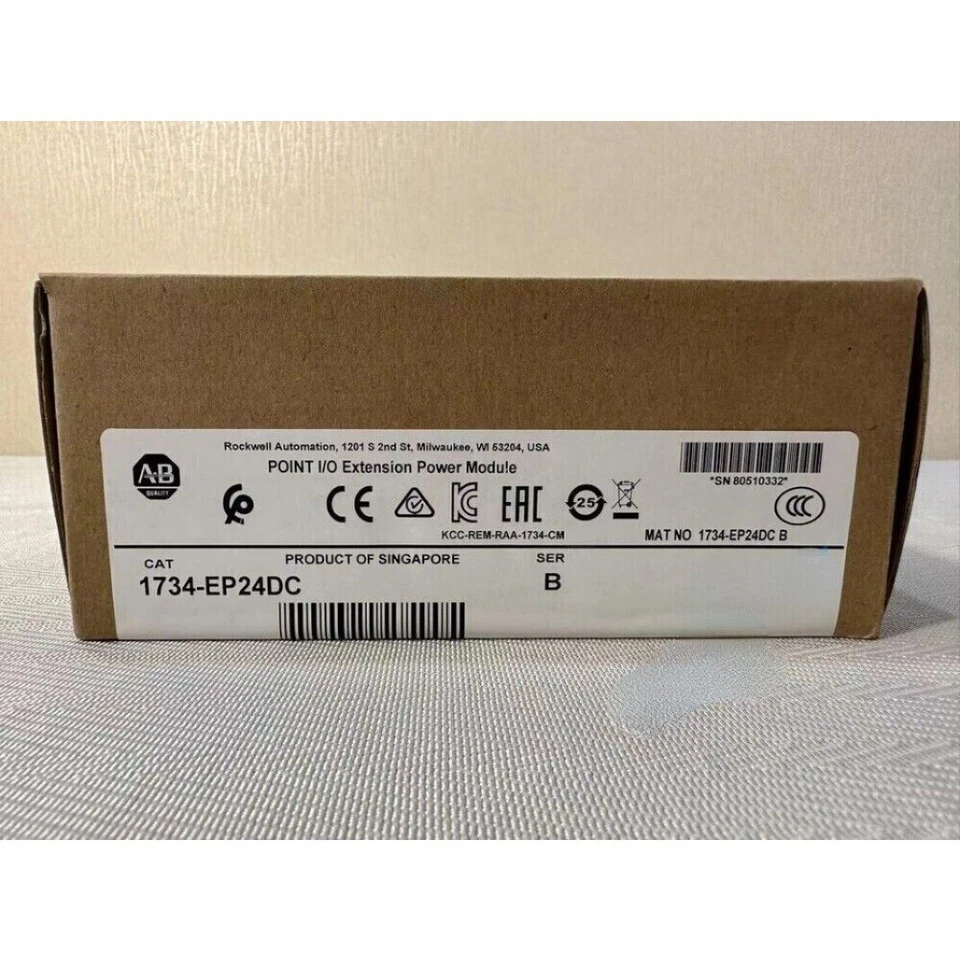 Rockwell Automation, 1201 S 2nd St, Milwaukee, WI 53204, USA
POINT I/O Extension Power Module
A-B
QUALITY
*SN 80510332*
CE
EAC
25
CCC
KCC-REM-RAA-1734-CM
MAT NO 1734-EP24DC B
CAT
PRODUCT OF SINGAPORE
SER
1734-EP24DC
B